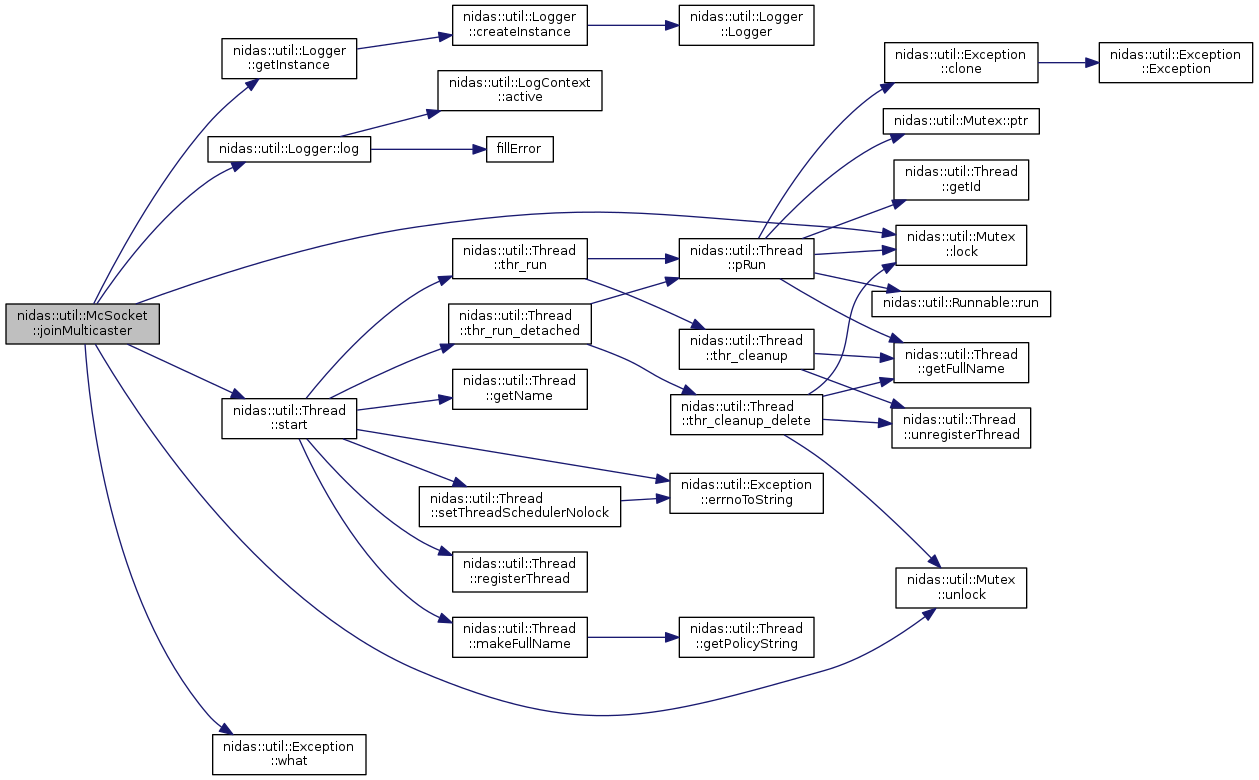 nidas::util::McSocket
::joinMulticaster
nidas::util::Logger
::getInstance
nidas::util::Logger
::createInstance
nidas::util::Logger
::Logger
nidas::util::Logger::log
nidas::util::LogContext
::active
fillError
nidas::util::Thread
::start
nidas::util::Thread
::thr_run
nidas::util::Thread
::thr_run_detached
nidas::util::Thread
::getName
nidas::util::Thread
::setThreadSchedulerNolock
nidas::util::Thread
::registerThread
nidas::util::Thread
::makeFullName
nidas::util::Thread
::pRun
nidas::util::Thread
::thr_cleanup
nidas::util::Thread
::thr_cleanup_delete
nidas::util::Exception
::errnoToString
nidas::util::Thread
::getPolicyString
nidas::util::Exception
::clone
nidas::util::Exception
::Exception
nidas::util::Mutex::ptr
nidas::util::Thread
::getId
nidas::util::Mutex
::lock
nidas::util::Runnable::run
nidas::util::Thread
::getFullName
nidas::util::Thread
::unregisterThread
nidas::util::Mutex
::unlock
nidas::util::Exception
::what